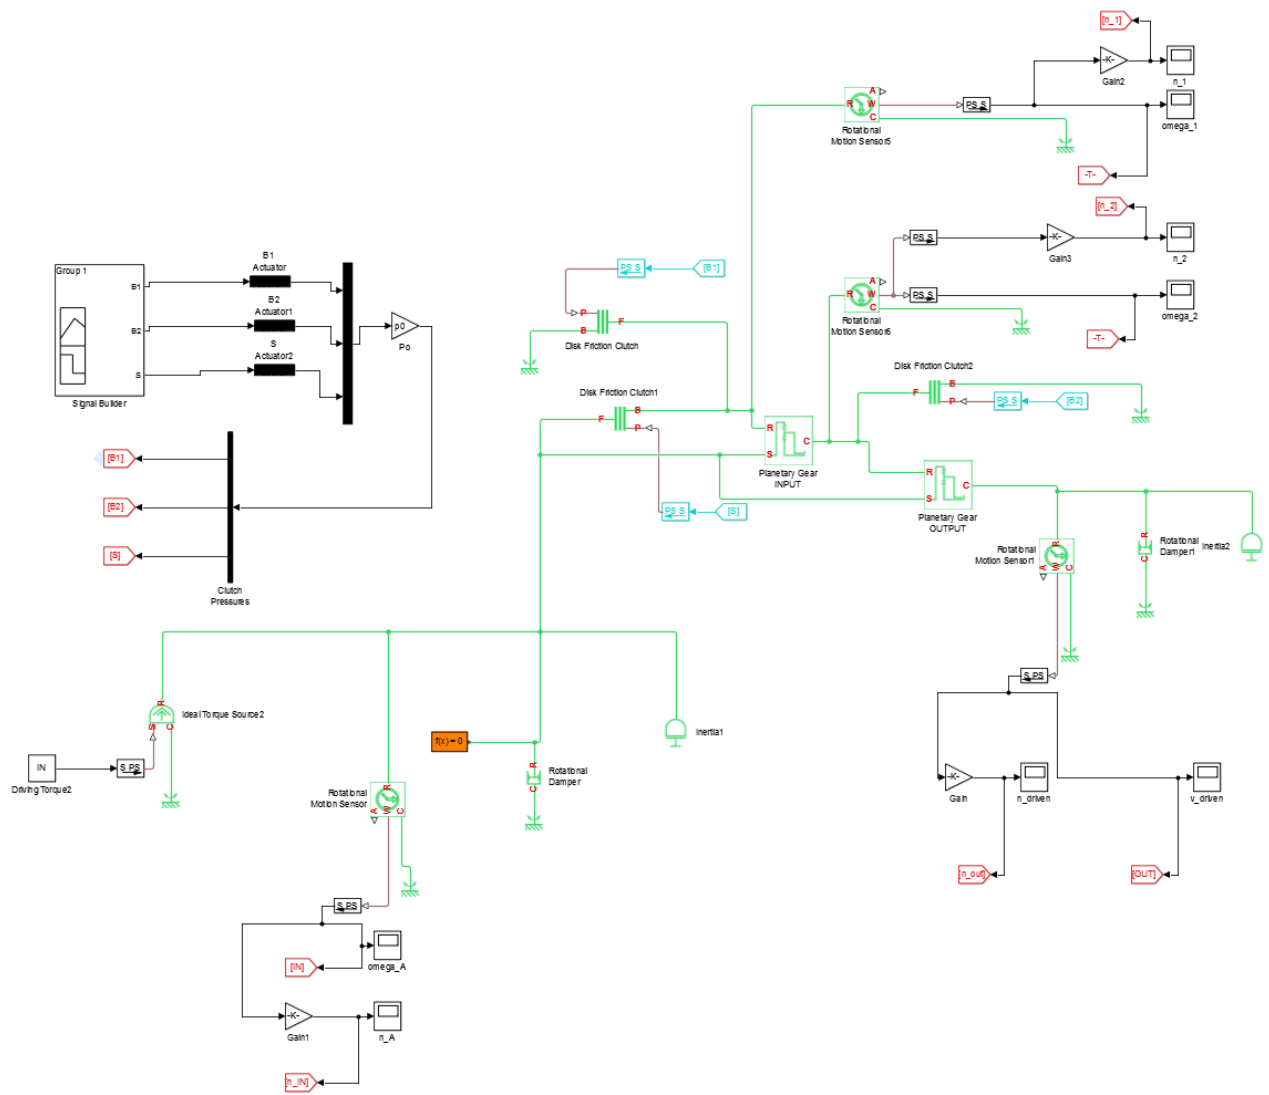 [n_1]
-K-
Gain2
n_1
A
R
W
C
PS S
omega_1
Rotational
Motion Sensor5
-T-
[n_2]
PS S
-K-
Gain3
n_2
A
R
W
C
PS S
omega_2
Rotational
Motion Sensor6
-T-
Group 1
B1
B2
S
Signal Builder
B1
Actuator
B2
Actuator1
S
Actuator2
p0
Po
PS S
[B1]
P
F
B
Disk Friction Clutch
Disk Friction Clutch1
F
B
P
Disk Friction Clutch2
F
B
P
PS S
[B2]
R
C
S
Planetary Gear
INPUT
R
C
S
Planetary Gear
OUTPUT
PS S
[S]
[B1]
[B2]
[S]
Clutch
Pressures
Rotational
Motion Sensor1
R
A
W
C
R
C
Rotational
Damper1
Inertia2
S PS
-K-
Gain
n_driven
v_driven
[n_out]
[OUT]
R
S
C
Ideal Torque Source2
IN
Driving Torque2
S PS
f(x) = 0
R
C
Rotational
Damper
Inertia1
Rotational
Motion Sensor
R
A
W
C
S PS
[IN]
omega_A
-K-
Gain1
n_A
[n_IN]